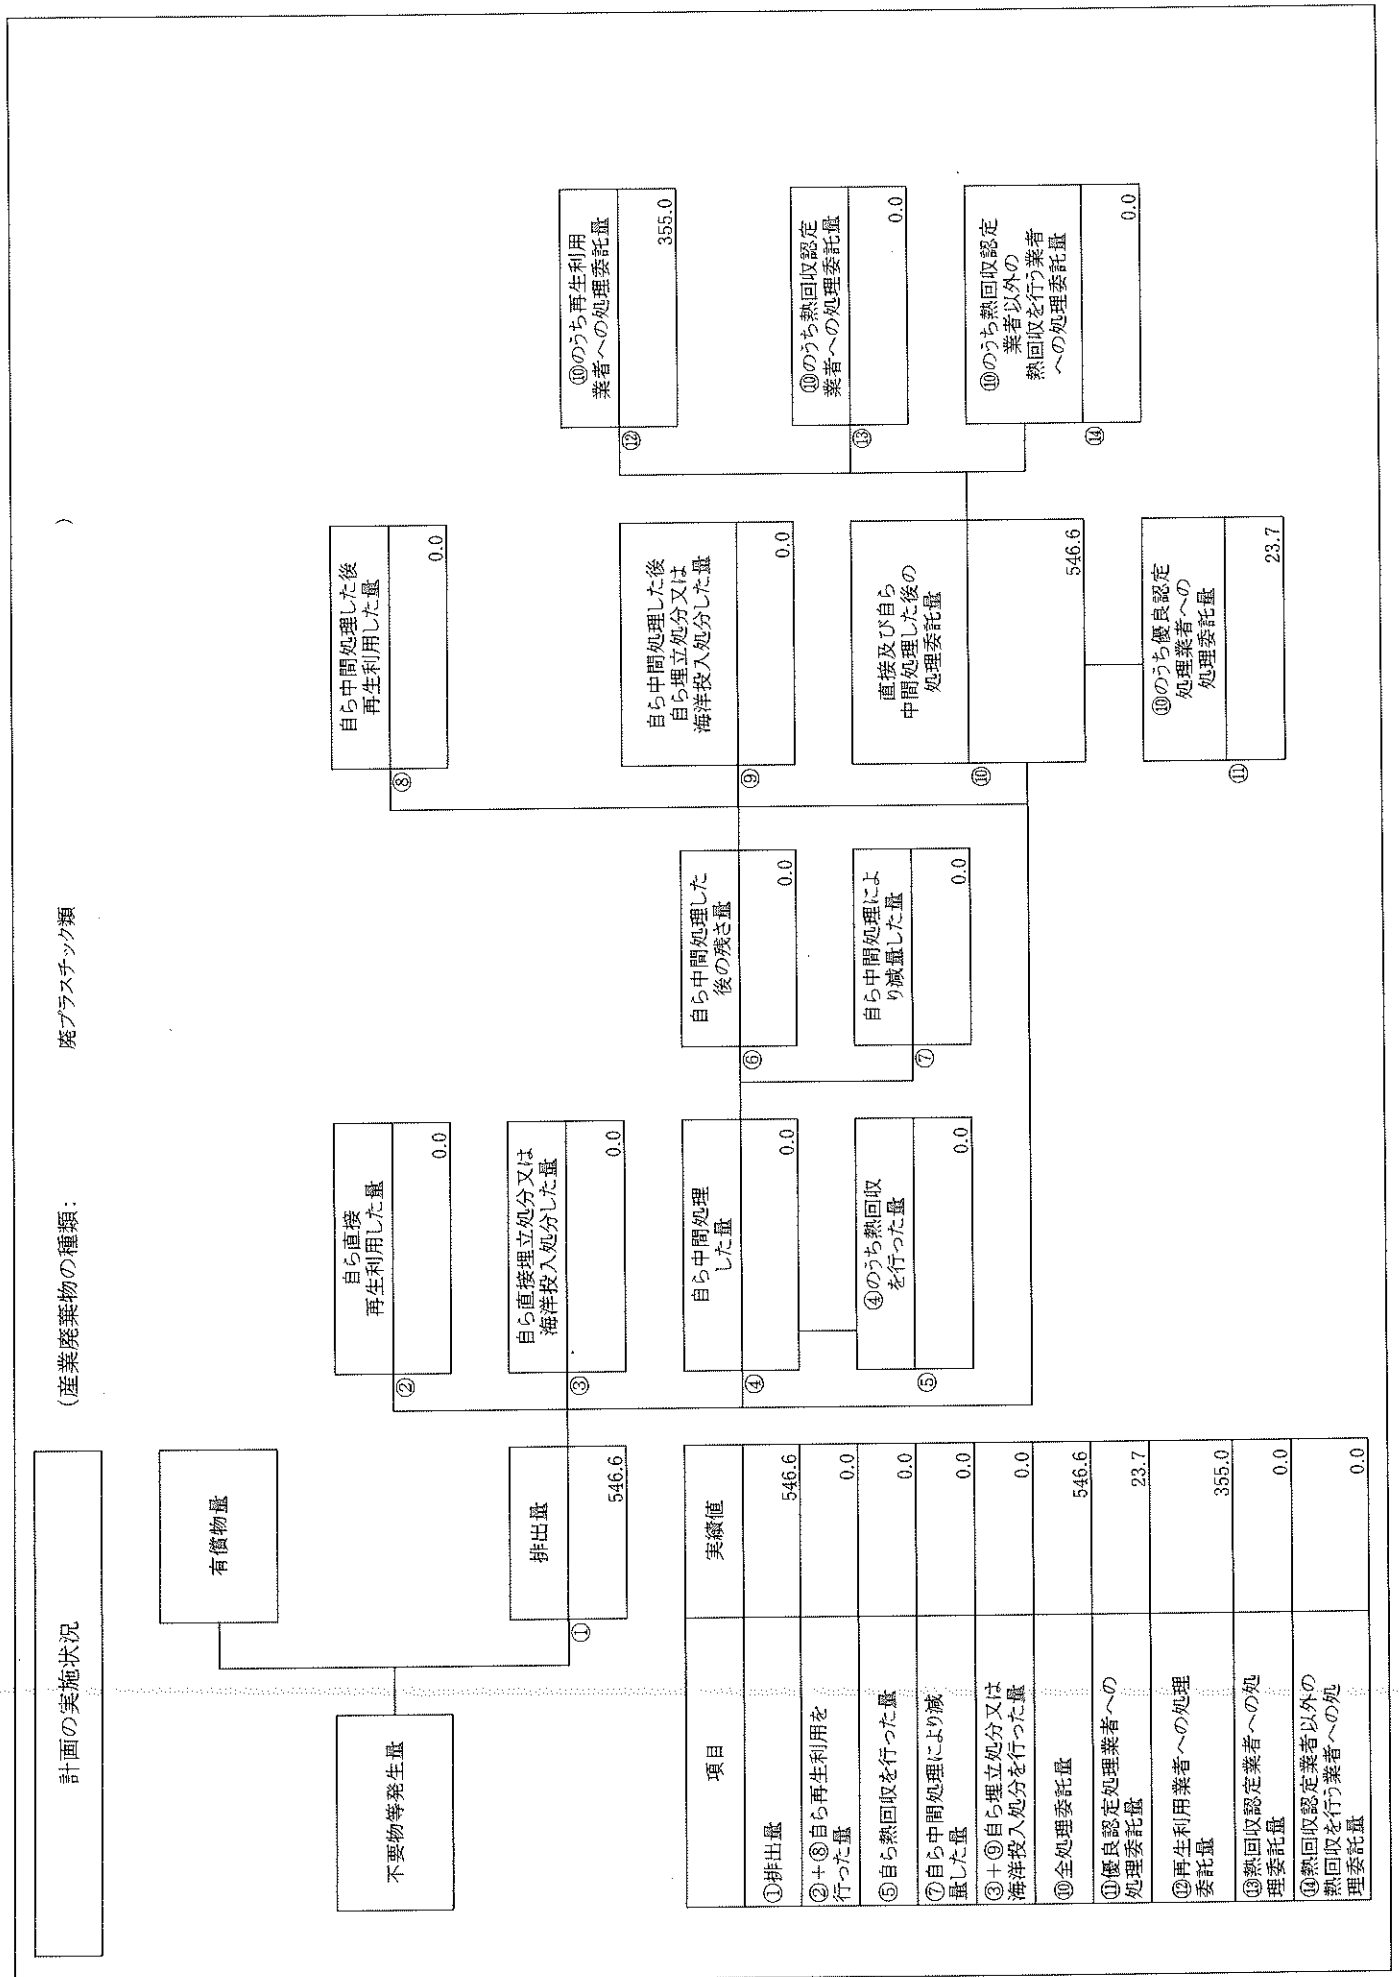 計画の実施状況
(産業廃棄物の種類:
廃プラスチック類
)
不要物等発生量
有償物量
①
排出量
546.6
②
自ら直接
再生利用した量
0.0
③
自ら直接埋立処分又は
海洋投入処分した量
0.0
④
自ら中間処理
した量
0.0
⑤
④のうち熱回収
を行った量
0.0
⑥
自ら中間処理した
後の残さ量
0.0
⑦
自ら中間処理によ
り減量した量
0.0
⑧
自ら中間処理した後
再生利用した量
0.0
⑨
自ら中間処理した後
自ら埋立処分又は
海洋投入処分した量
0.0
⑩
直接及び自ら
中間処理した後の
処理委託量
546.6
⑪
⑩のうち優良認定
処理業者への
処理委託量
23.7
⑫
⑩のうち再生利用
業者への処理委託量
355.0
⑬
⑩のうち熱回収認定
業者への処理委託量
0.0
⑭
⑩のうち熱回収認定
業者以外の
熱回収を行う業者
への処理委託量
0.0
項目 実績値
①排出量 546.6
②+⑧自ら再生利用を
行った量 0.0
⑤自ら熱回収を行った量 0.0
⑦自ら中間処理により減
量した量 0.0
③+⑨自ら埋立処分又は
海洋投入処分を行った量 0.0
⑩全処理委託量 546.6
⑪優良認定処理業者への
処理委託量 23.7
⑫再生利用業者への処理
委託量 355.0
⑬熱回収認定業者への処
理委託量 0.0
⑭熱回収認定業者以外の
熱回収を行う業者への処
理委託量 0.0